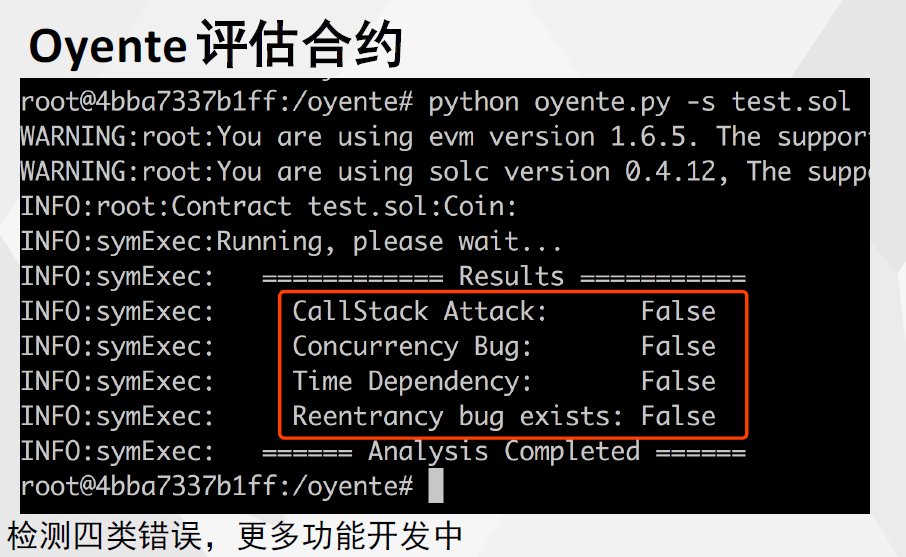 Oyente 评估合约
root@4bba7337b1ff:/oyente# python oyente.py -s test.sol
WARNING:root:You are using evm version 1.6.5. The
WARNING:root:You are using solc version 0.4.12, The
INFO:root:Contract test.sol:Coin:
INFO:symExec:Running, please wait...
INFO:symExec: ============ Results ===========
INFO:symExec: CallStack Attack: False
INFO:symExec: Concurrency Bug: False
INFO:symExec: Time Dependency: False
INFO:symExec: Reentrancy bug exists: False
INFO:symExec: ====== Analysis Completed ======
root@4bba7337b1ff:/oyente#
检测四类错误，更多功能开发中